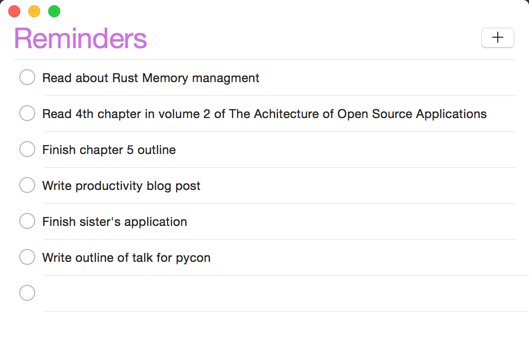 Reminders
Read about Rust Memory managment
Read 4th chapter in volume 2 of The Achitecture of Open Source Applications
Finish chapter 5 outline
Write productivity blog post
Finish sister's application
Write outline of talk for pycon